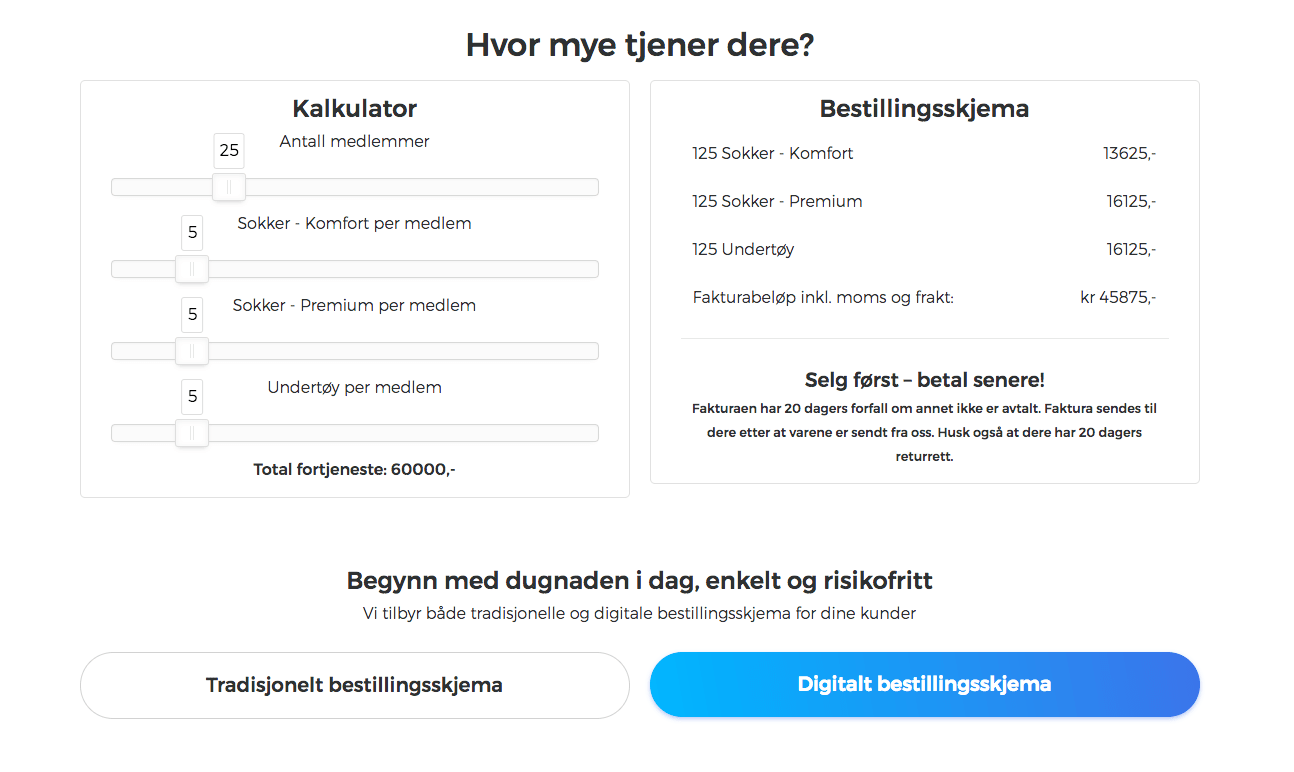 Hvor mye tjener dere?
Kalkulator
Antall medlemmer
25
Sokker - Komfort per medlem
5
Sokker - Premium per medlem
5
Undertøy per medlem
5
Total fortjeneste: 60000,-
Bestillingsskjema
125 Sokker - Komfort 13625,-
125 Sokker - Premium 16125,-
125 Undertøy 16125,-
Fakturabeløp inkl. moms og frakt: kr 45875,-
Selg først – betal senere!
Fakturaen har 20 dagers forfall om annet ikke er avtalt. Faktura sendes til
dere etter at varene er sendt fra oss. Husk også at dere har 20 dagers
returrett.
Begynn med dugnaden i dag, enkelt og risikofritt
Vi tilbyr både tradisjonelle og digitale bestillingsskjema for dine kunder
Tradisjonelt bestillingsskjema
Digitalt bestillingsskjema